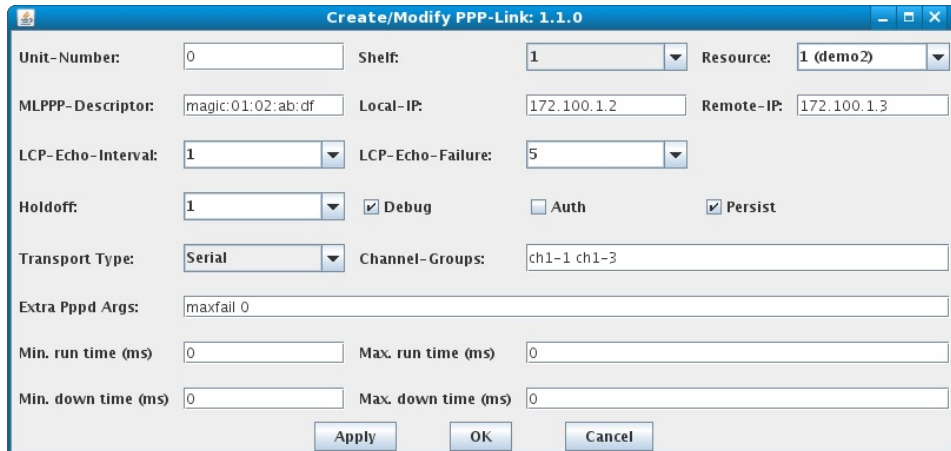 Create/Modify PPP-Link: 1.1.0
Unit-Number: 0 Shelf: 1 Resource: 1 (demo2)
MLPPP-Descriptor: magic:01:02:ab:df Local-IP: 172.100.1.2 Remote-IP: 172.100.1.3
LCP-Echo-Interval: 1 LCP-Echo-Failure: 5
Holdoff: 1 Debug Auth Persist
Transport Type: Serial Channel-Groups: ch1-1 ch1-3
Extra Pppd Args: maxfail 0
Min. run time (ms) 0 Max. run time (ms) 0
Min. down time (ms) 0 Max. down time (ms) 0
Apply OK Cancel